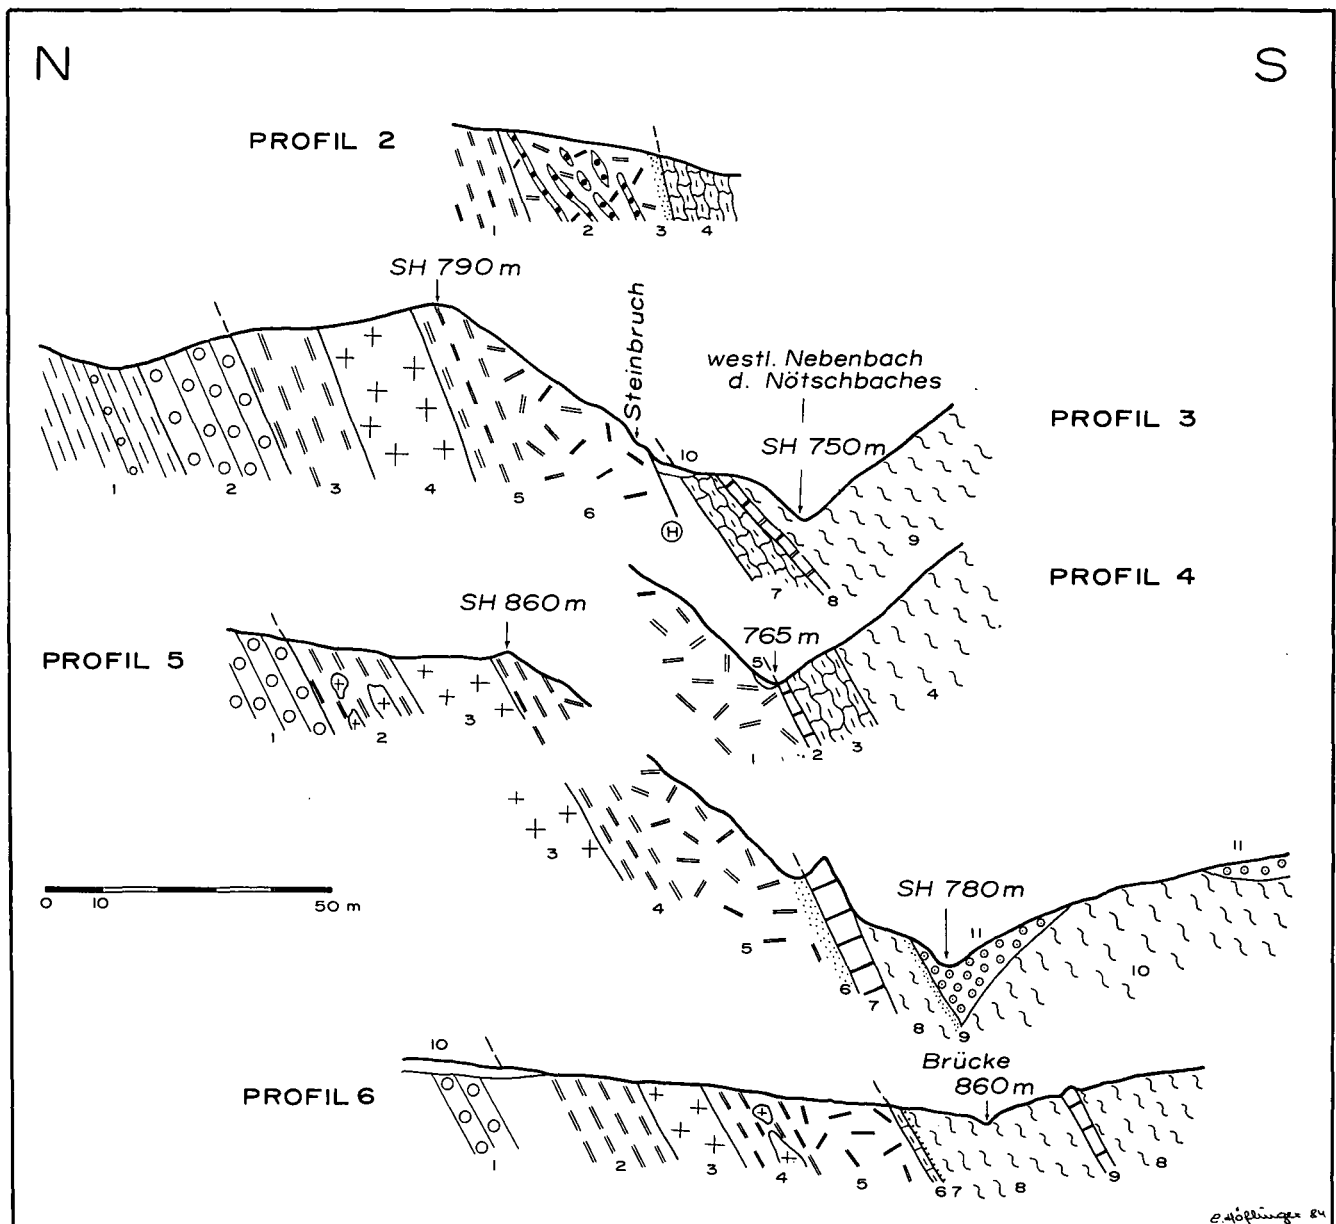 N S
PROFIL 2
1 2 3 4
SH 790 m
Steinbruch
westl. Nebenbach
d. Nötschbaches
SH 750 m
PROFIL 3
10
1 2 3 4 5 6 7 8 9
H
PROFIL 4
765 m
5
1 2 3 4
PROFIL 5
SH 860 m
1 2 3
3 4 5 6 7 8 9 10
SH 780 m
11
11
0 10 50 m
PROFIL 6
10
Brücke
860 m
1 2 3 4 5 6 7 8 9 8
C. Höflinger 84